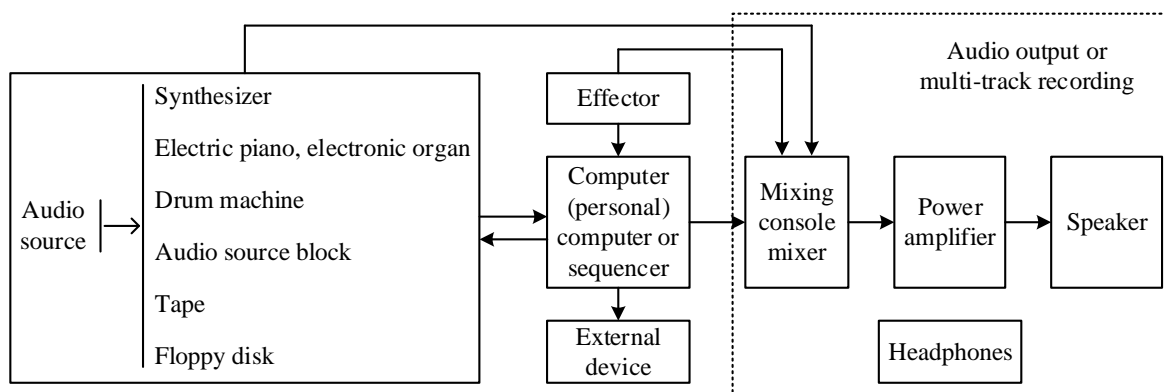 Audio output or
multi-track recording
Audio
source
Synthesizer
Electric piano, electronic organ
Drum machine
Audio source block
Tape
Floppy disk
Effector
Computer
(personal)
computer or
sequencer
External
device
Mixing
console
mixer
Power
amplifier
Speaker
Headphones